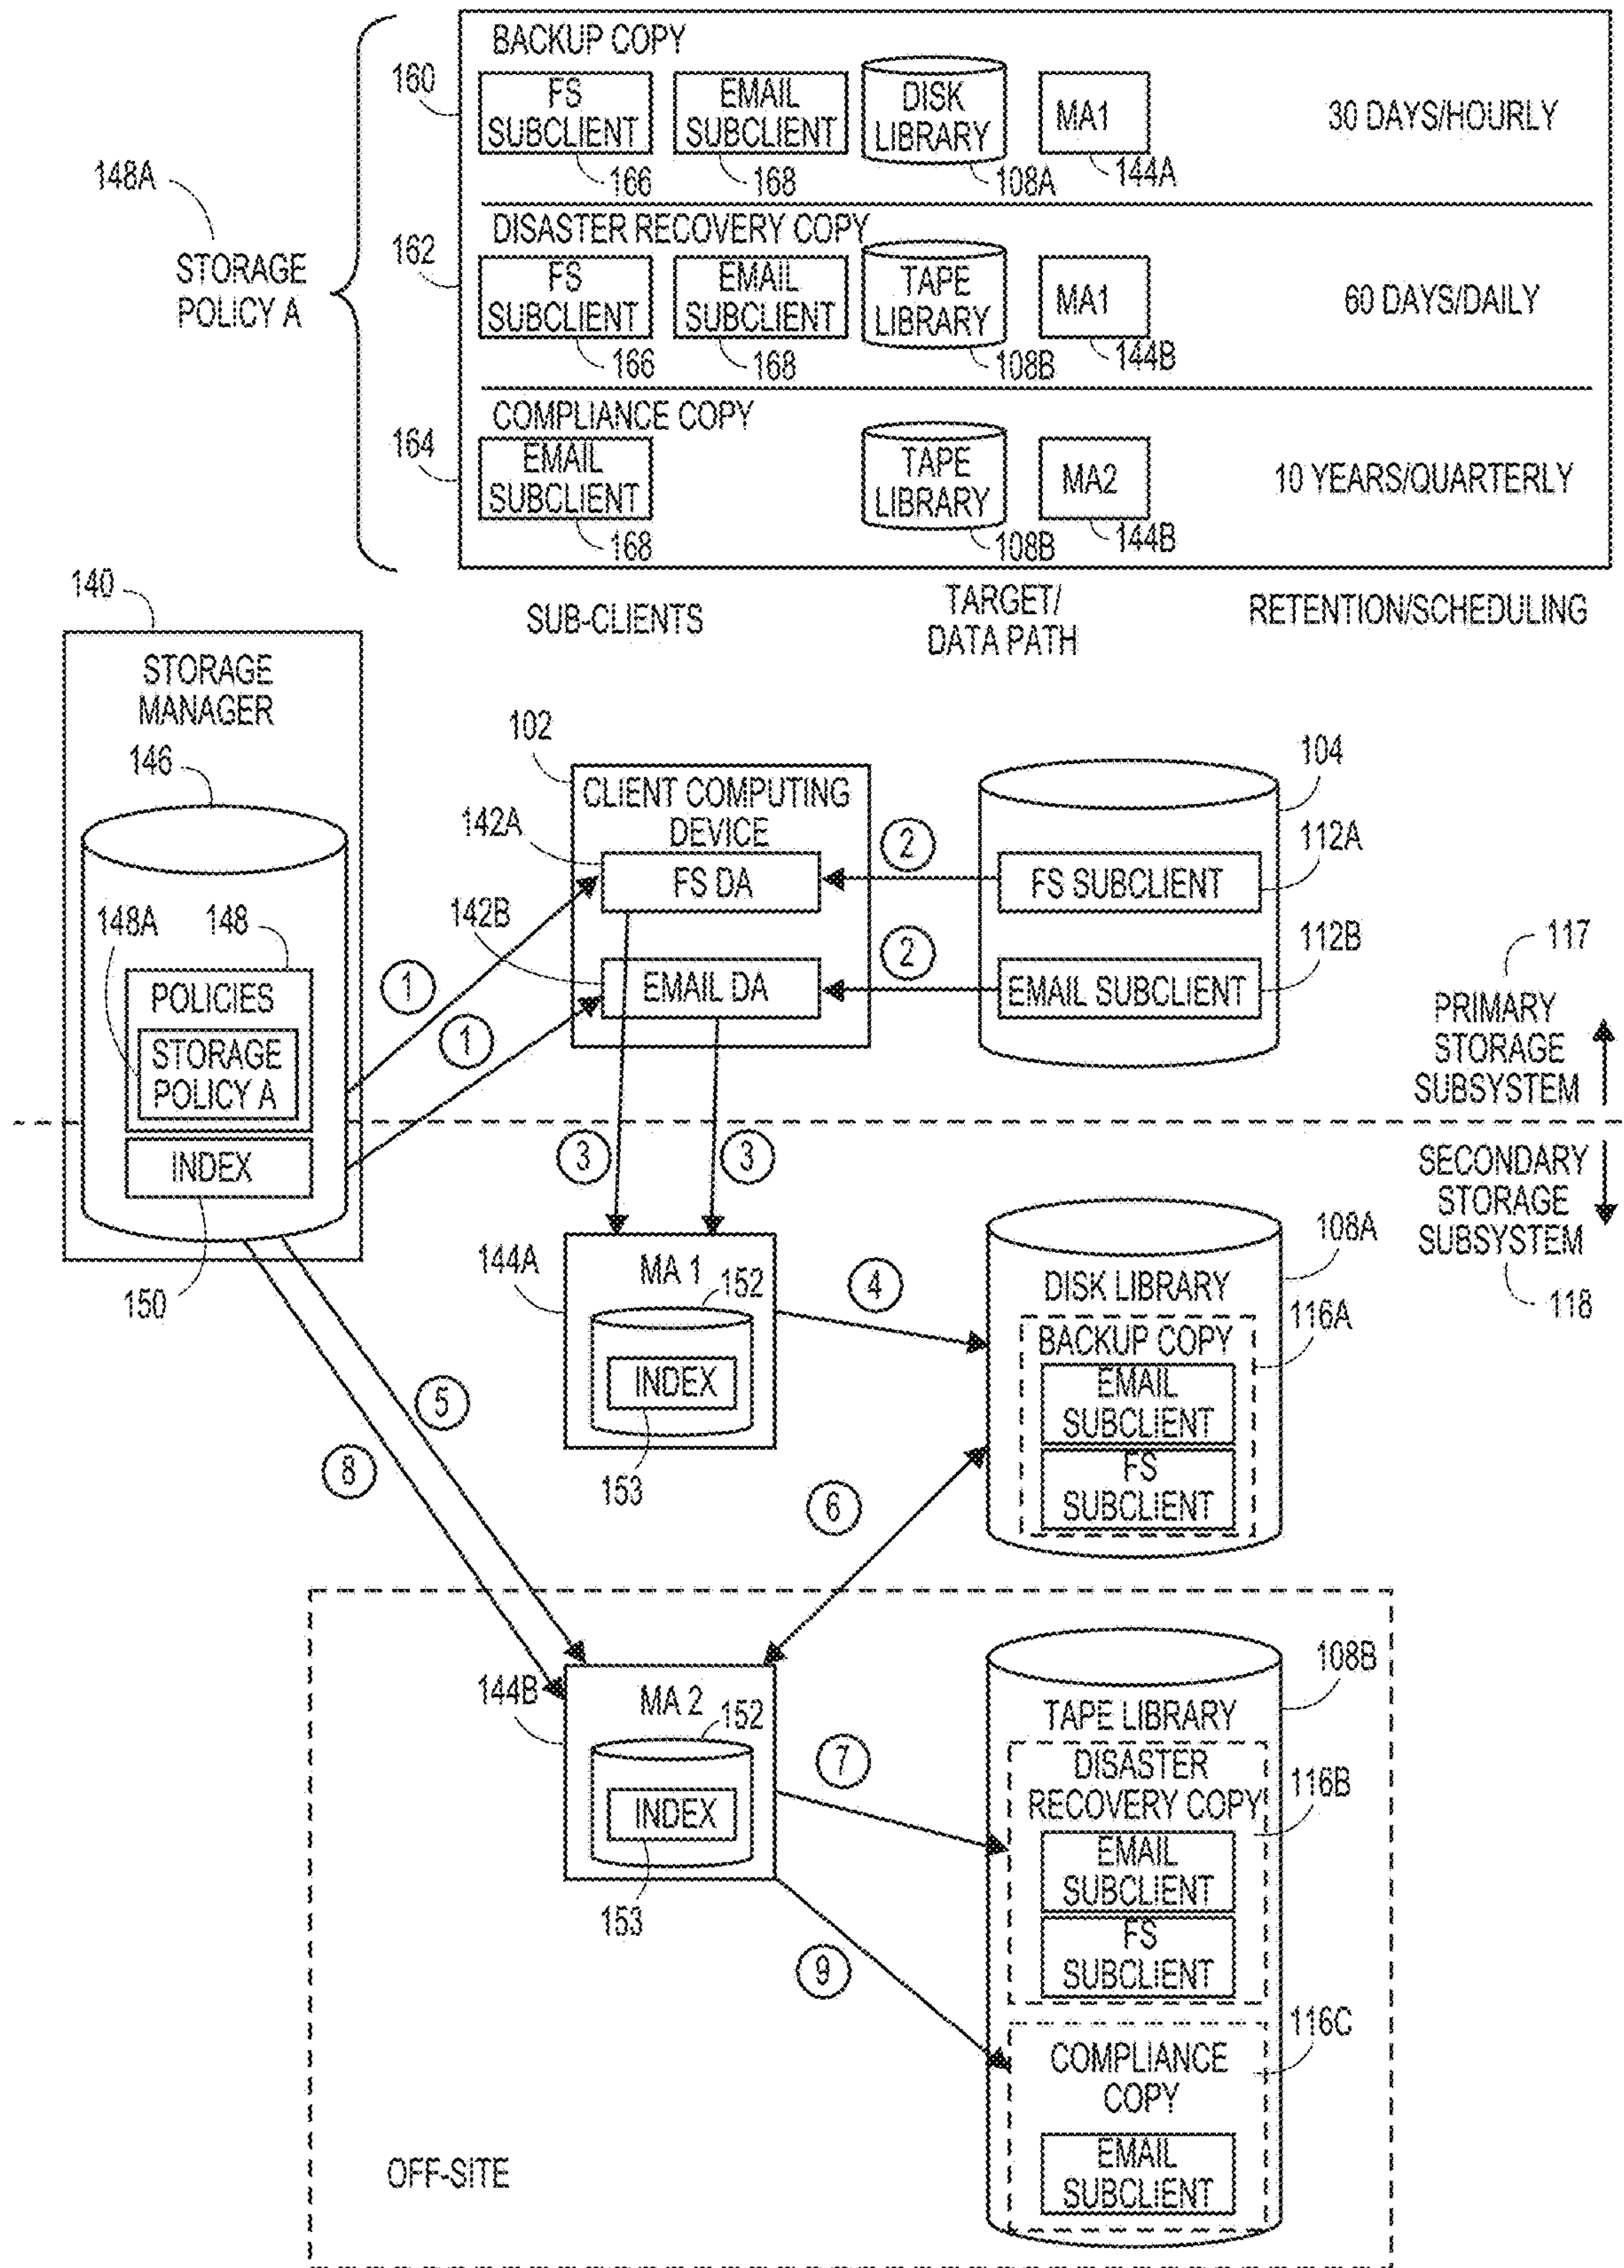 BACKUP COPY
160
FS
SUBCLIENT
EMAIL
SUBCLIENT
DISK
LIBRARY
MA1
30 DAYS/HOURLY
166
168
108A
144A
148A
STORAGE
POLICY A
DISASTER RECOVERY COPY
162
FS
SUBCLIENT
EMAIL
SUBCLIENT
TAPE
LIBRARY
MA1
60 DAYS/DAILY
166
168
108B
144B
COMPLIANCE COPY
164
EMAIL
SUBCLIENT
TAPE
LIBRARY
MA2
10 YEARS/QUARTERLY
168
108B
144B
SUB-CLIENTS
TARGET/
DATA PATH
RETENTION/SCHEDULING
140
STORAGE
MANAGER
146
148A
148
POLICIES
STORAGE
POLICY A
INDEX
150
102
CLIENT COMPUTING
DEVICE
142A
FS DA
142B
EMAIL DA
1
1
2
2
104
112A
FS SUBCLIENT
112B
EMAIL SUBCLIENT
117
PRIMARY
STORAGE
SUBSYSTEM
SECONDARY
STORAGE
SUBSYSTEM
118
3
3
144A
MA 1
152
INDEX
153
4
108A
DISK LIBRARY
116A
BACKUP COPY
EMAIL
SUBCLIENT
FS
SUBCLIENT
5
8
6
144B
MA 2
152
INDEX
153
7
9
108B
TAPE LIBRARY
DISASTER
RECOVERY COPY
116B
EMAIL
SUBCLIENT
FS
SUBCLIENT
116C
COMPLIANCE
COPY
EMAIL
SUBCLIENT
OFF-SITE